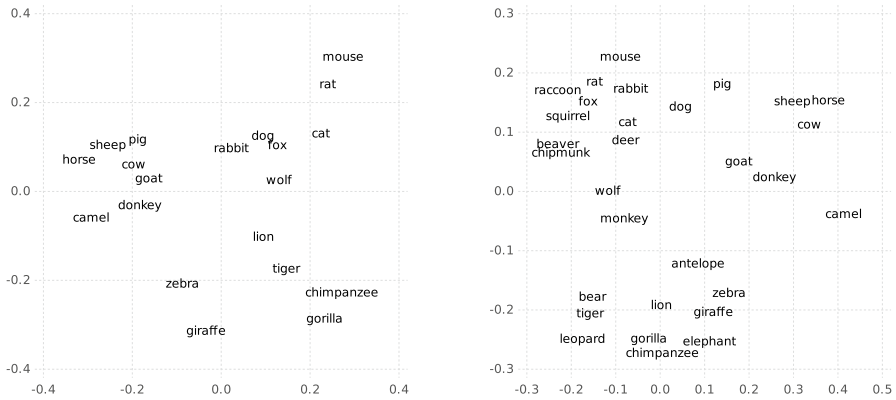 0.4
0.2
0.0
-0.2
-0.4
-0.4 -0.2 0.0 0.2 0.4
mouse
rat
cat
dog
fox
rabbit
pig
sheep
horse
cow
goat
wolf
donkey
camel
lion
tiger
zebra
chimpanzee
gorilla
giraffe
0.3
0.2
0.1
0.0
-0.1
-0.2
-0.3
-0.3 -0.2 -0.1 0.0 0.1 0.2 0.3 0.4 0.5
mouse
rat
raccoon
rabbit
pig
fox
dog
sheep
horse
squirrel
cat
cow
deer
beaver
chipmunk
goat
donkey
wolf
monkey
camel
antelope
bear
zebra
lion
tiger
giraffe
leopard
gorilla
elephant
chimpanzee